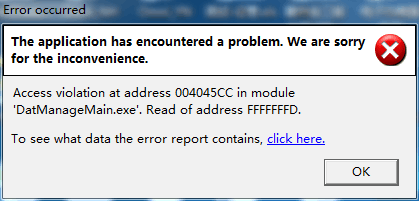 Error occurred
The application has encountered a problem. We are sorry
for the inconvenience.
Access violation at address 004045CC in module
'DatManageMain.exe'. Read of address FFFFFFFD.
To see what data the error report contains, click here.
OK